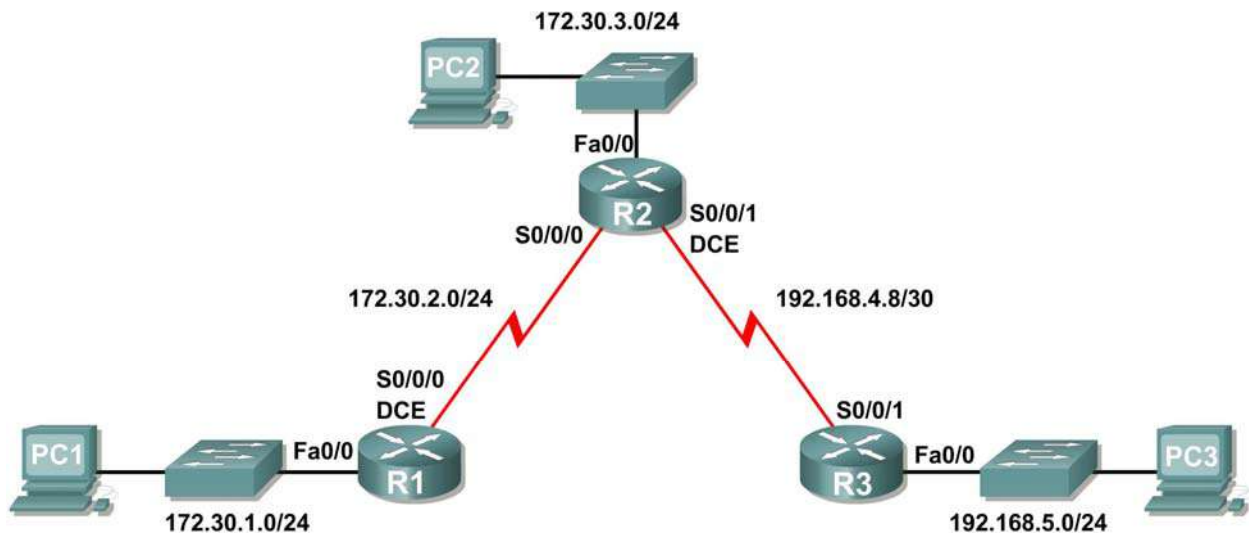 172.30.3.0/24
PC2
Fa0/0
R2
S0/0/1
DCE
S0/0/0
172.30.2.0/24
192.168.4.8/30
S0/0/0
DCE
S0/0/1
PC1
Fa0/0
R1
R3
Fa0/0
PC3
172.30.1.0/24
192.168.5.0/24